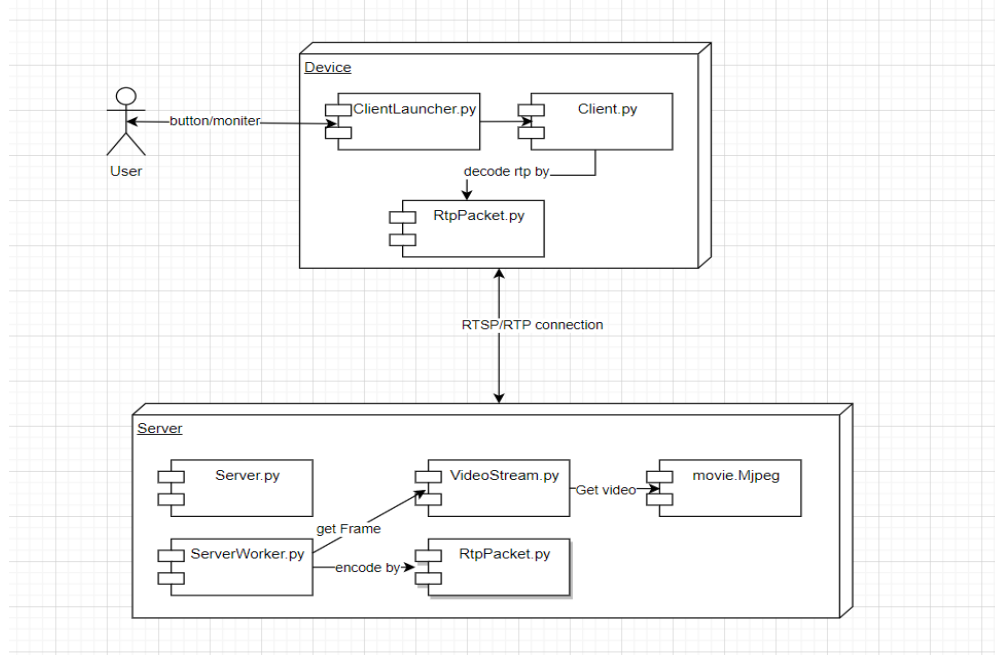 Device
ClientLauncher.py
Client.py
button/moniter
User
decode rtp by
RtpPacket.py
RTSP/RTP connection
Server
Server.py
VideoStream.py
movie.Mjpeg
Get video
get Frame
ServerWorker.py
encode by
RtpPacket.py